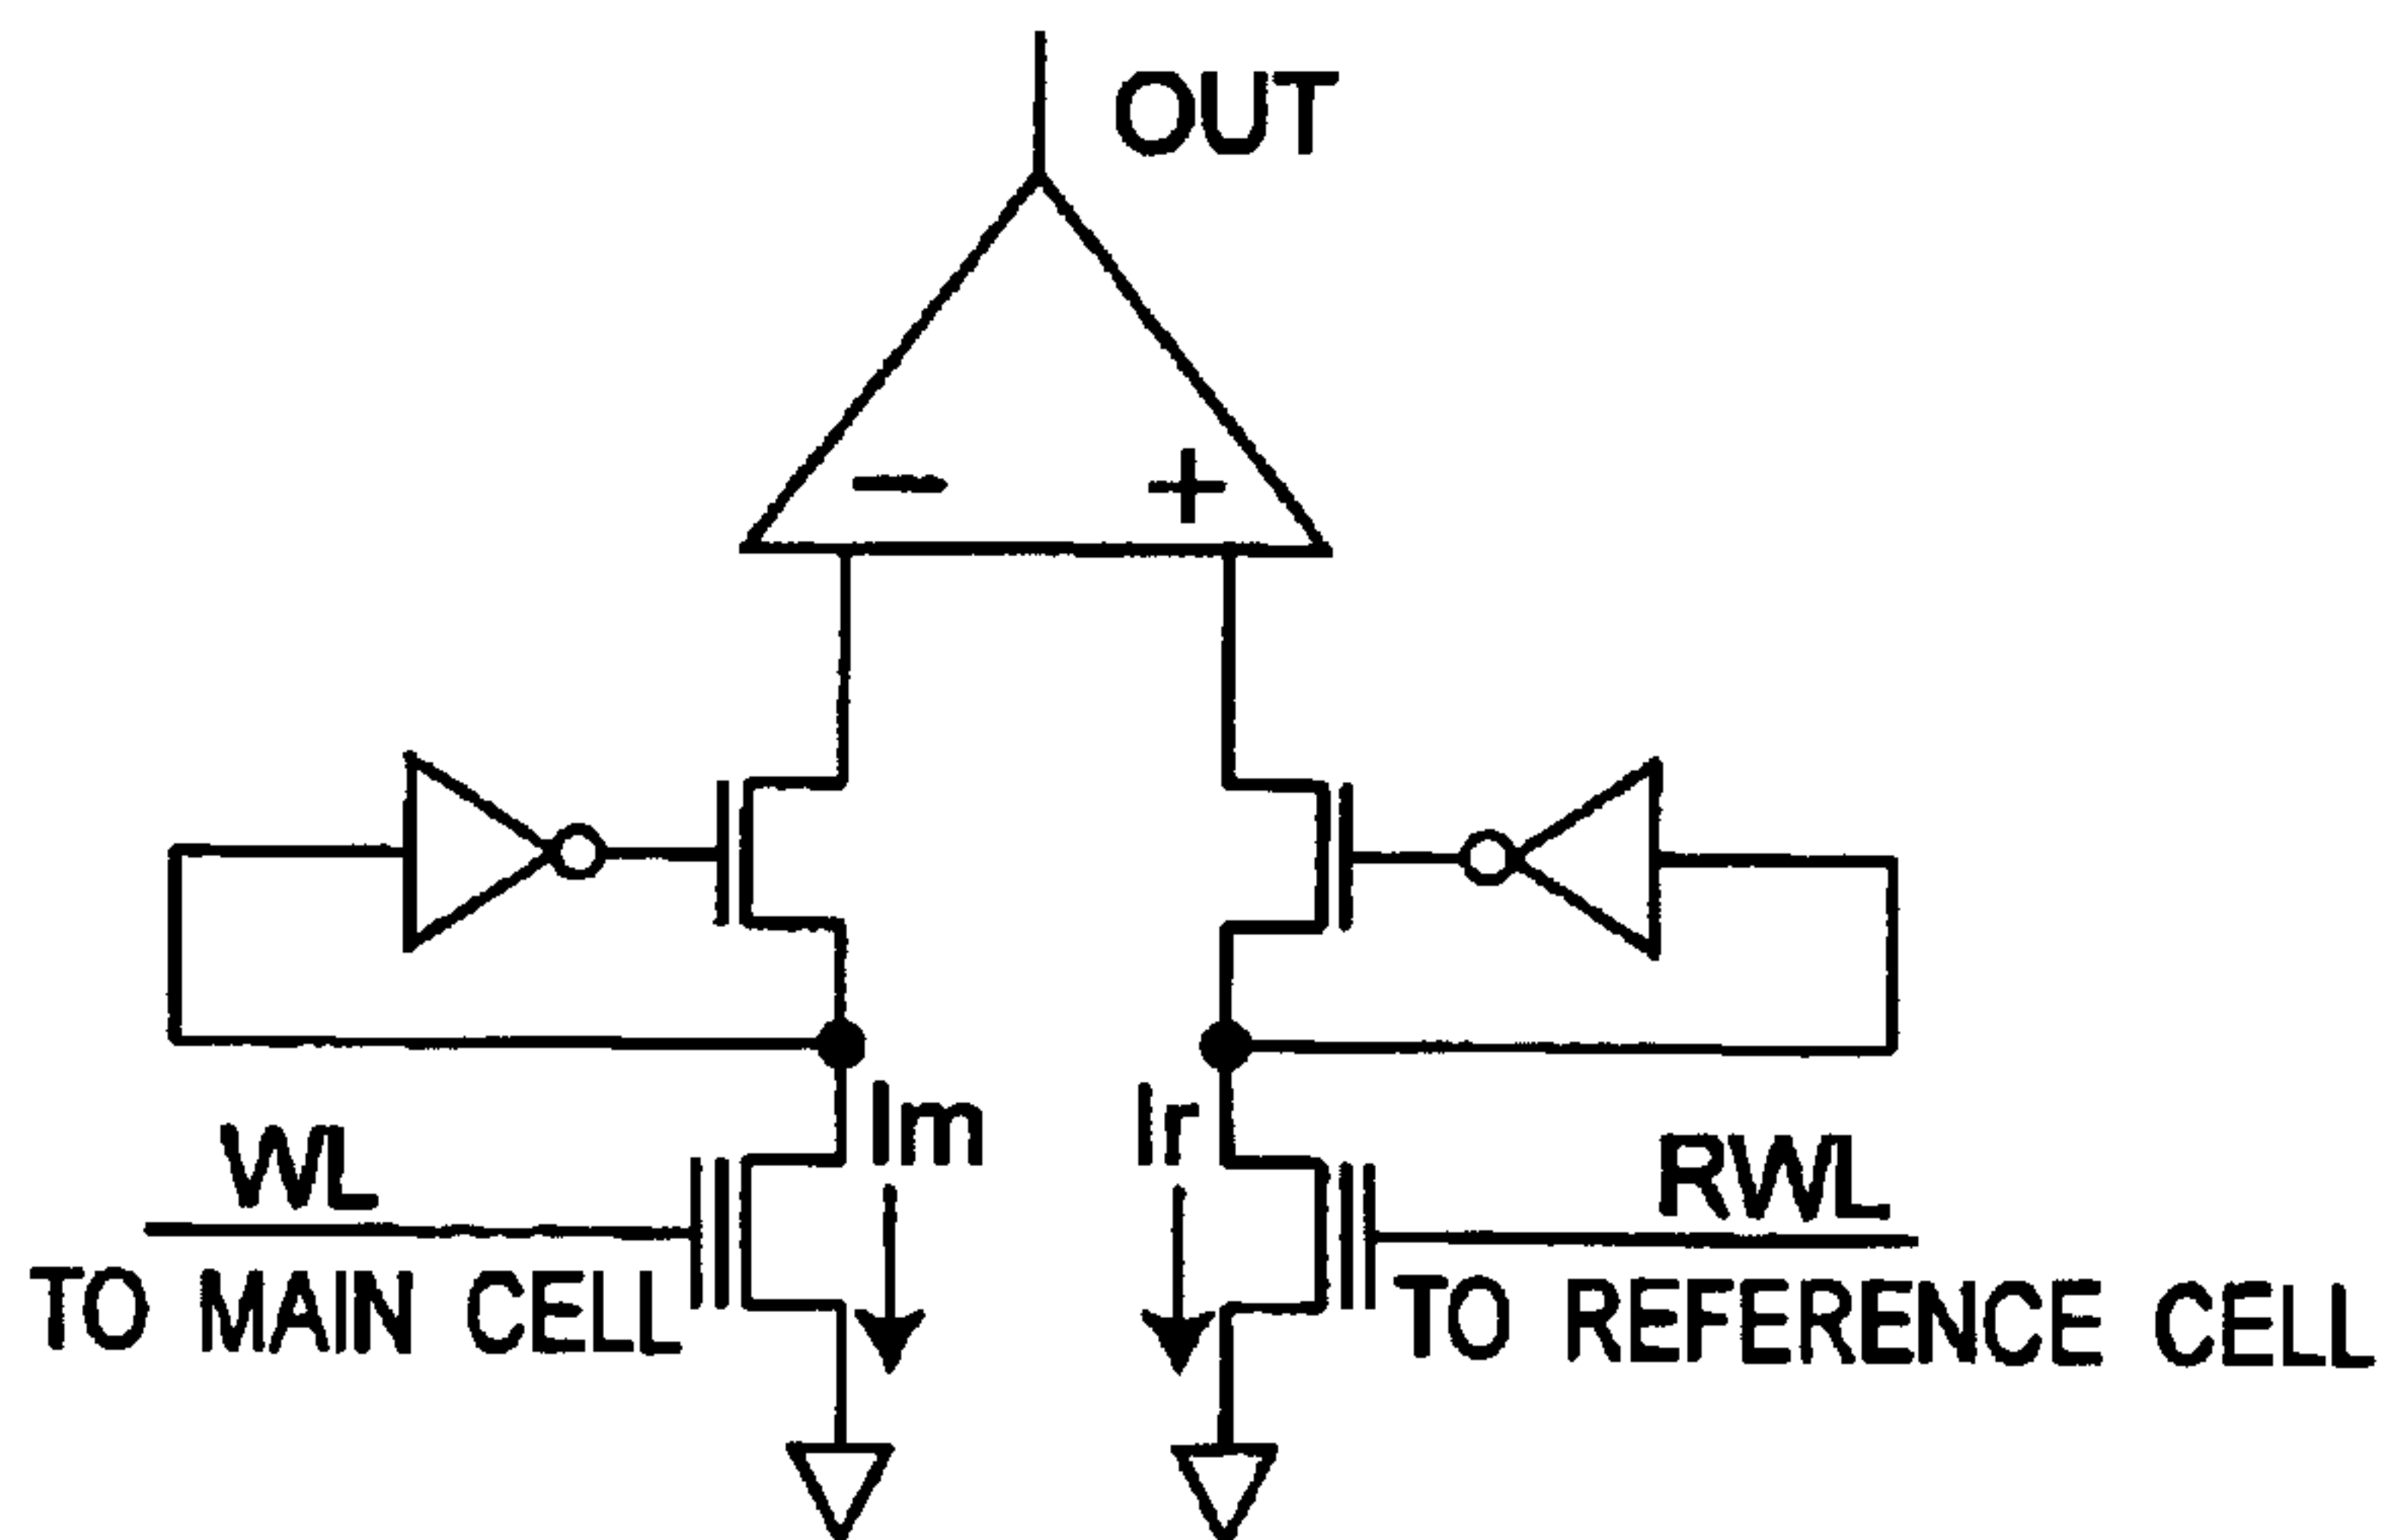 OUT
− +
Im Ir
WL RWL
TO MAIN CELL TO REFERENCE CELL